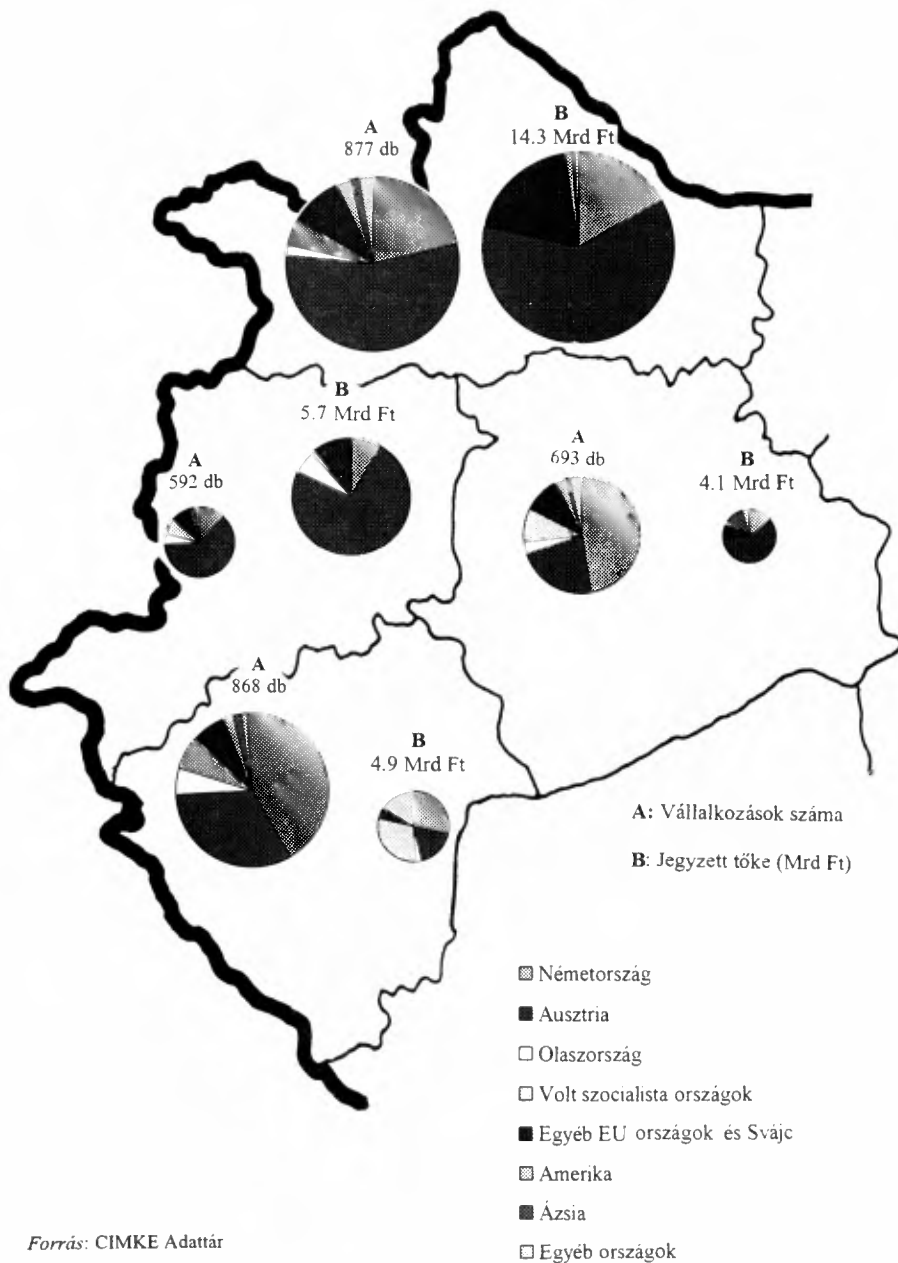 A
877 db
B
14.3 Mrd Ft
B
5.7 Mrd Ft
A
592 db
A
693 db
B
4.1 Mrd Ft
A
868 db
B
4.9 Mrd Ft
A: Vállalkozások száma
B: Jegyzett tőke (Mrd Ft)
Németország
Ausztria
Olaszország
Volt szocialista országok
Egyéb EU országok és Svájc
Amerika
Ázsia
Egyéb országok
Forrás: CIMKE Adattár